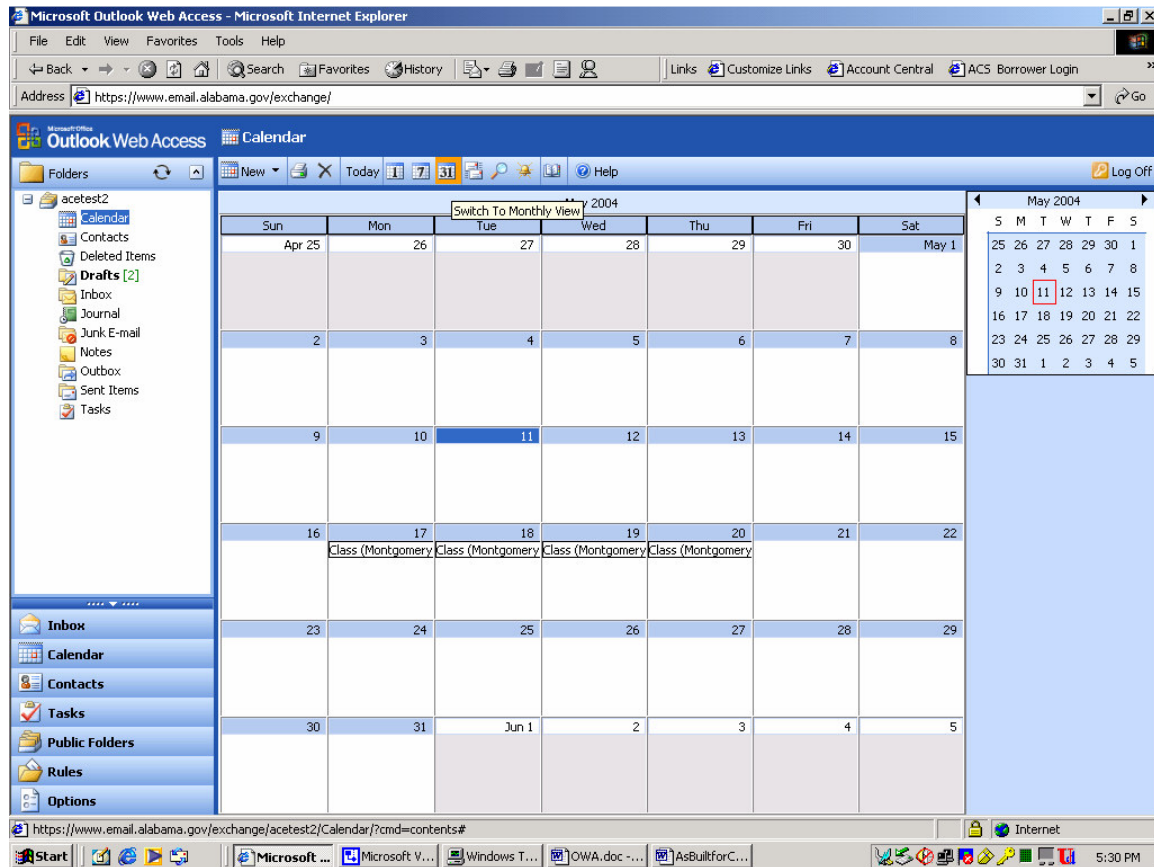 Microsoft Outlook Web Access - Microsoft Internet Explorer
File Edit View Favorites Tools Help
Back Search Favorites History Links Customize Links Account Central ACS Borrower Login »
Address https://www.email.alabama.gov/exchange/ Go
Microsoft Office
Outlook Web Access Calendar
Folders New Today 1 7 31 Help Log Off
acetest2
Calendar
Contacts
Deleted Items
Drafts [2]
Inbox
Journal
Junk E-mail
Notes
Outbox
Sent Items
Tasks
Inbox
Calendar
Contacts
Tasks
Public Folders
Rules
Options
y 2004
Switch To Monthly View
Sun Mon Tue Wed Thu Fri Sat
Apr 25 26 27 28 29 30 May 1
2 3 4 5 6 7 8
9 10 11 12 13 14 15
16 17 18 19 20 21 22
Class (Montgomery Class (Montgomery Class (Montgomery Class (Montgomery
23 24 25 26 27 28 29
30 31 Jun 1 2 3 4 5
May 2004
S M T W T F S
25 26 27 28 29 30 1
2 3 4 5 6 7 8
9 10 11 12 13 14 15
16 17 18 19 20 21 22
23 24 25 26 27 28 29
30 31 1 2 3 4 5
https://www.email.alabama.gov/exchange/acetest2/Calendar/?cmd=contents# Internet
Start Microsoft ... Microsoft V... Windows T... OWA.doc -... AsBuiltforC... 5:30 PM